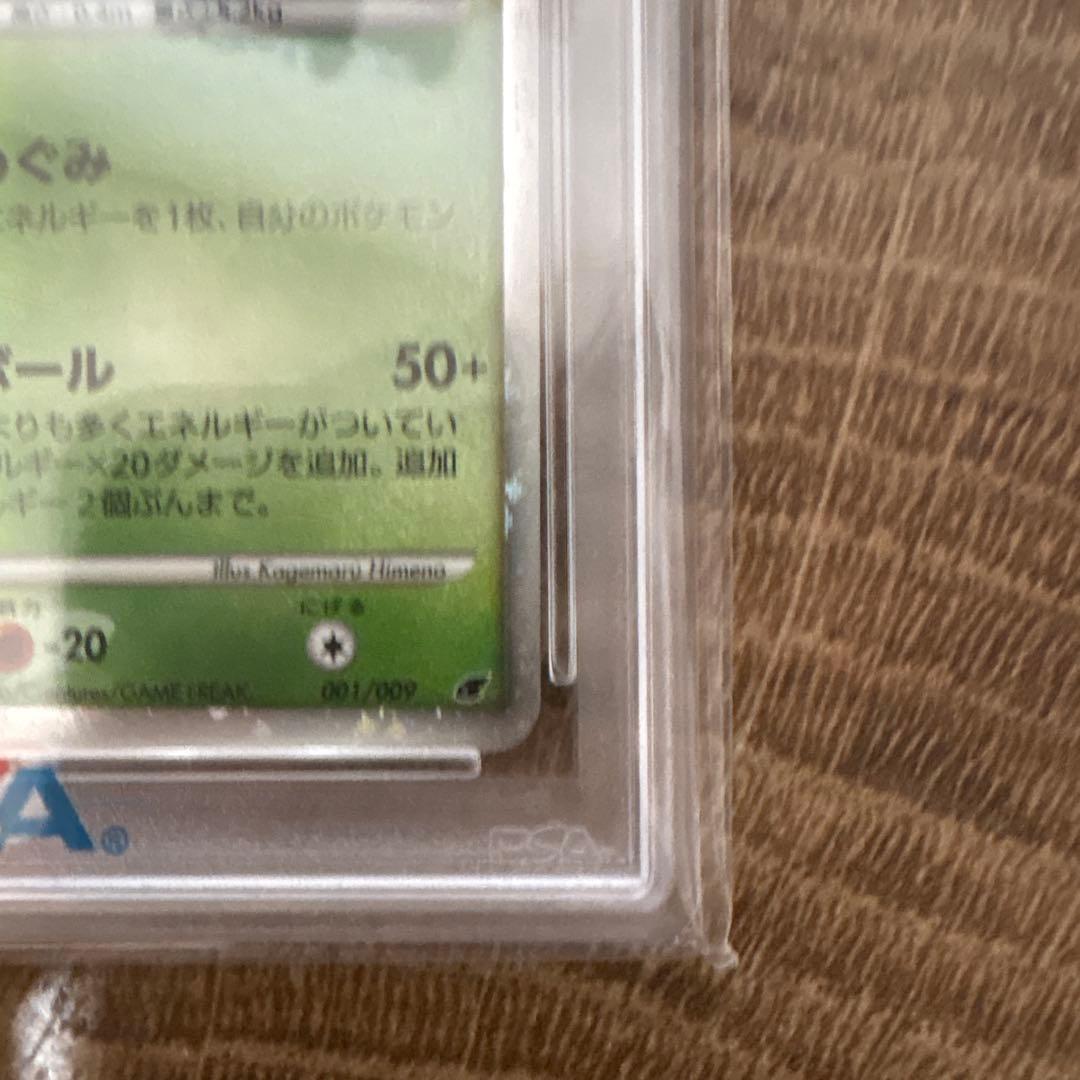 ぐみ
ネルギーを1枚、自分のポケモン
ボール 50+
よりも多くエネルギーがついてい
ルギー×20ダメージを追加。追加
ギー2個ぶんまで。
illus.Kagemaru Himeno
にげる
-20
/GAME FREAK 001/009
A®
PSA